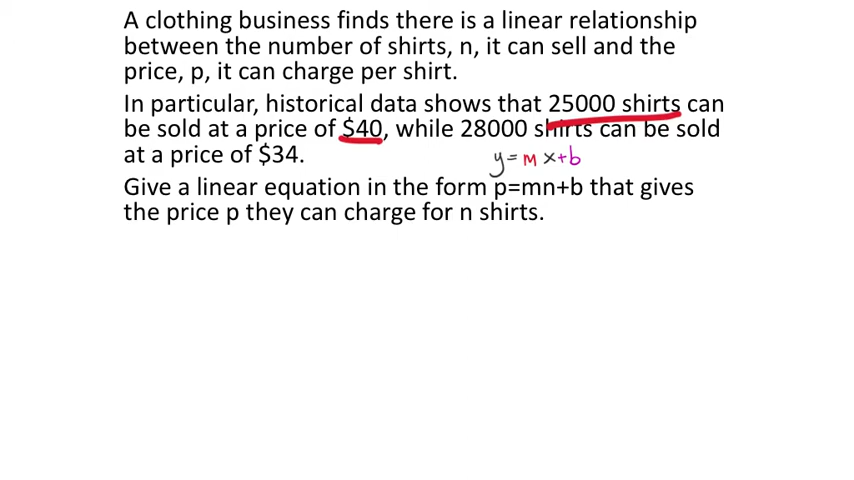 A clothing business finds there is a linear relationship
between the number of shirts, n, it can sell and the
price, p, it can charge per shirt.
In particular, historical data shows that 25000 shirts can
be sold at a price of $40, while 28000 shirts can be sold
at a price of $34.
y=mx+b
Give a linear equation in the form p=mn+b that gives
the price p they can charge for n shirts.